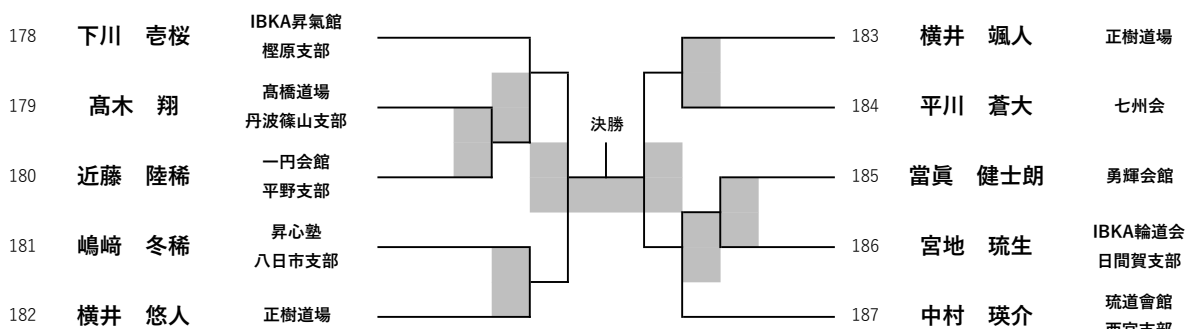 178 下川 壱桜 IBKA昇氣館 樫原支部
179 髙木 翔 髙橋道場 丹波篠山支部
180 近藤 陸稀 一円会館 平野支部
181 嶋﨑 冬稀 昇心塾 八日市支部
182 横井 悠人 正樹道場
決勝
183 横井 颯人 正樹道場
184 平川 蒼大 七州会
185 當眞 健士朗 勇輝会館
186 宮地 琉生 IBKA輪道会 日間賀支部
187 中村 瑛介 琉道會館